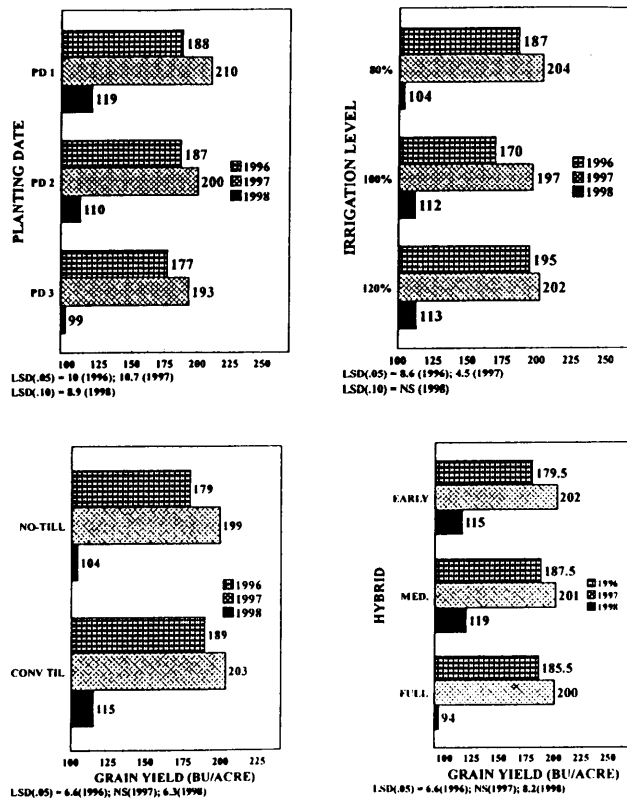 PLANTING DATE
PD 1
188
210
119
PD 2
187
200
110
PD 3
177
193
99
1996
1997
1998
100 125 150 175 200 225 250
LSD(.05) = 10 (1996); 10.7 (1997)
LSD(.10) = 8.9 (1998)
IRRIGATION LEVEL
80%
187
204
104
100%
170
197
112
120%
195
202
113
1996
1997
1998
100 125 150 175 200 225 250
LSD(.05) = 8.6 (1996); 4.5 (1997)
LSD(.10) = NS (1998)
NO-TILL
179
199
104
CONV TIL
189
203
115
1996
1997
1998
100 120 140 160 180 200 220 240
GRAIN YIELD (BU/ACRE)
LSD(.05) = 6.6(1996); NS(1997); 6.3(1998)
HYBRID
EARLY
179.5
202
115
MED.
187.5
201
119
FULL
185.5
200
94
1996
1997
1998
100 125 150 175 200 225 250
GRAIN YIELD (BU/ACRE)
LSD(.05) = 6.6(1996); NS(1997); 8.2(1998)